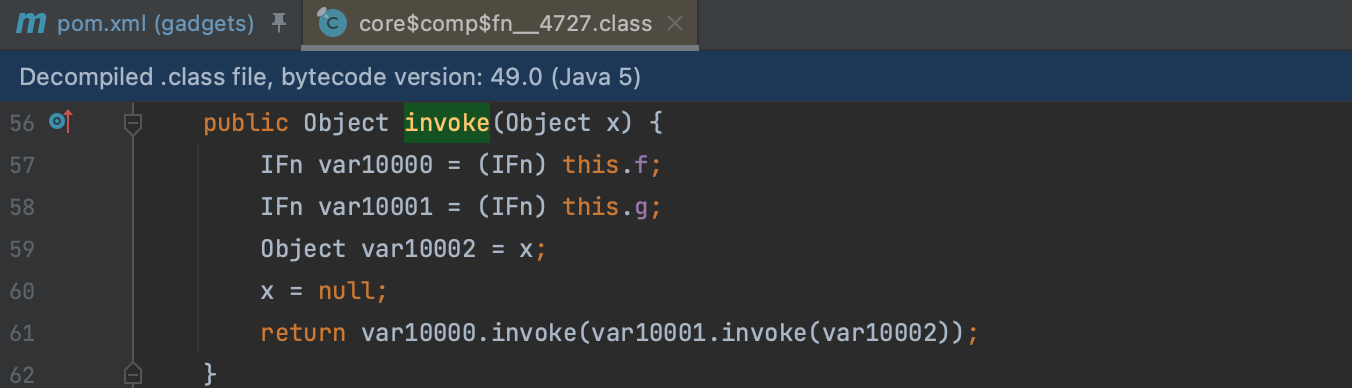 m pom.xml (gadgets) C core$comp$fn__4727.class
Decompiled .class file, bytecode version: 49.0 (Java 5)
56 public Object invoke(Object x) {
57 IFn var10000 = (IFn) this.f;
58 IFn var10001 = (IFn) this.g;
59 Object var10002 = x;
60 x = null;
61 return var10000.invoke(var10001.invoke(var10002));
62 }